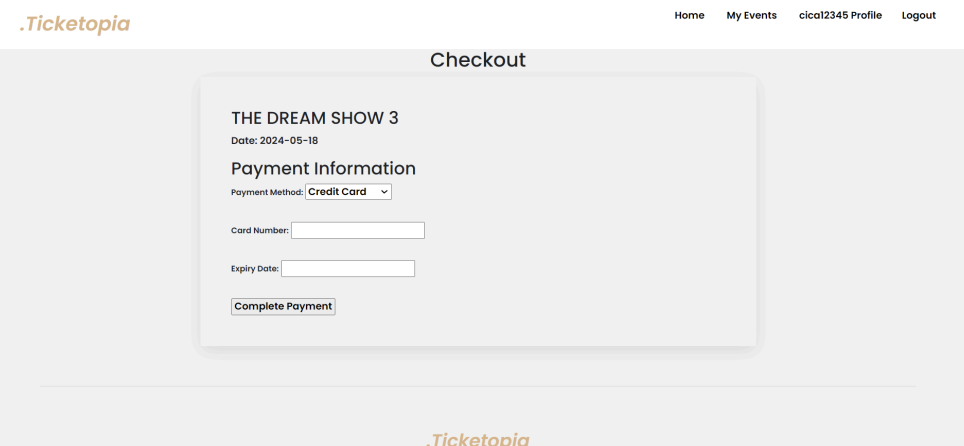 .Ticketopia
Home My Events cica12345 Profile Logout
Checkout
THE DREAM SHOW 3
Date: 2024-05-18
Payment Information
Payment Method: Credit Card
Card Number:
Expiry Date:
Complete Payment
.Ticketopia